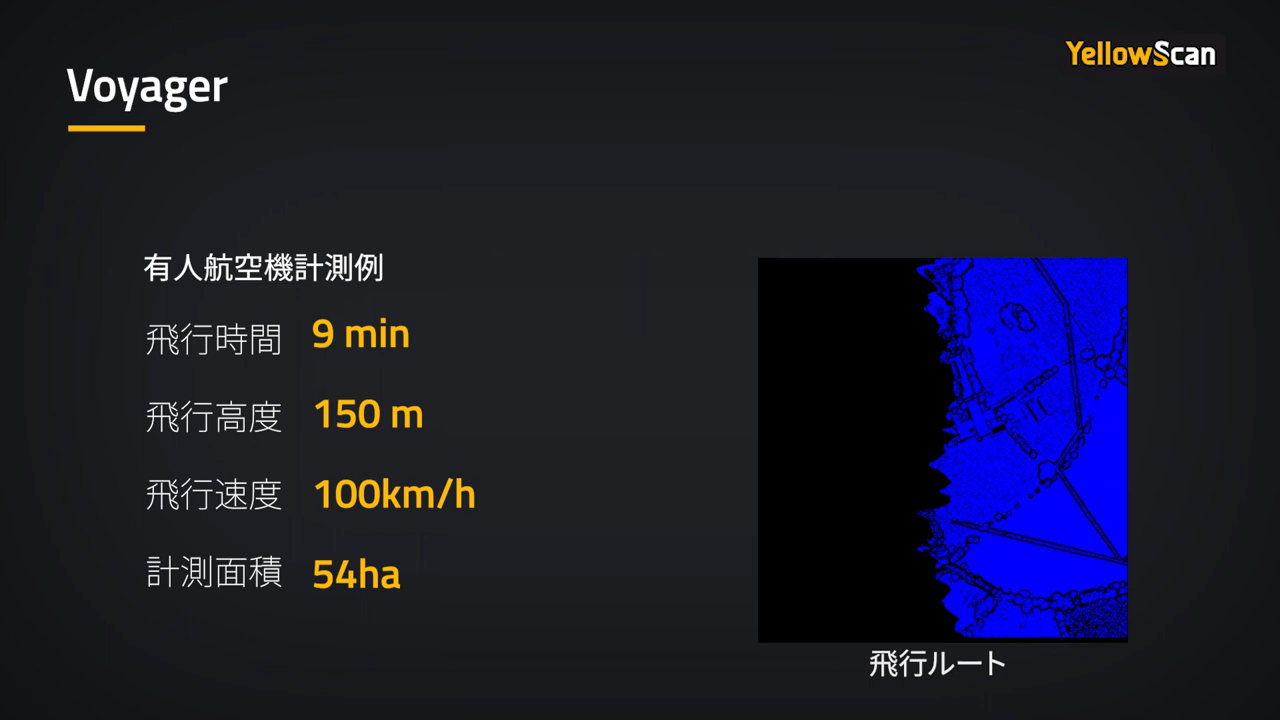 YellowScan
Voyager
有人航空機計測例
飛行時間 9 min
飛行高度 150 m
飛行速度 100km/h
計測面積 54ha
飛行ルート